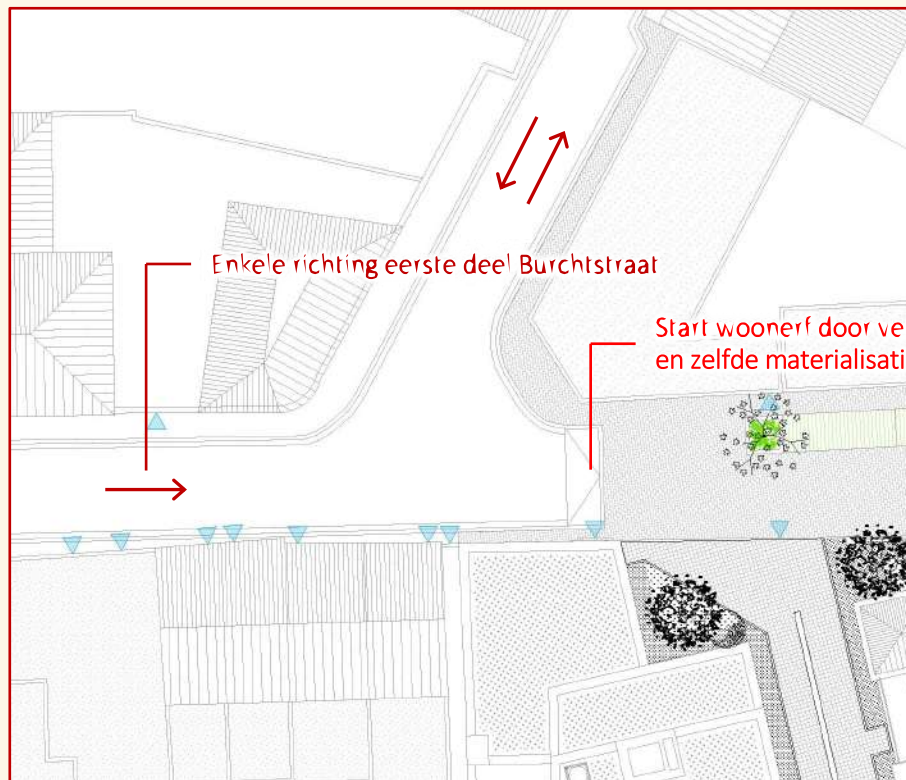 Enkele richting eerste deel Burchtstraat
Start woonerf door ve
en zelfde materialisati